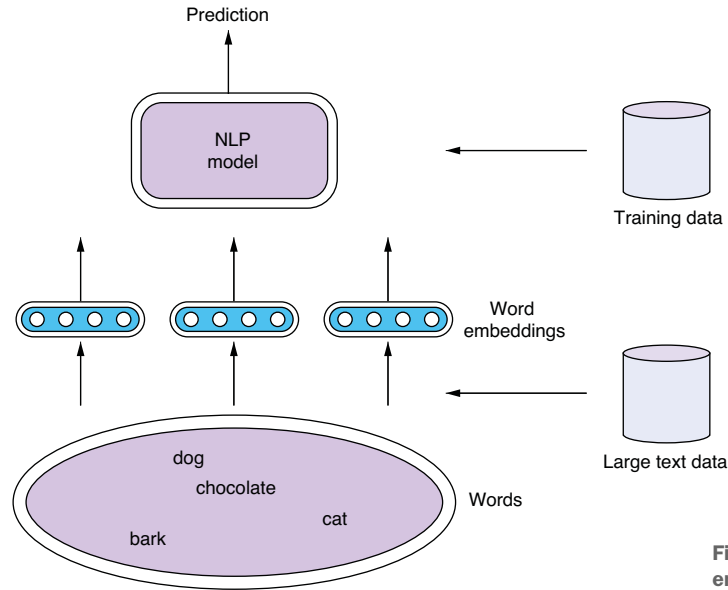 Prediction
NLP
model
Training data
Word
embeddings
Large text data
dog
chocolate
Words
cat
bark